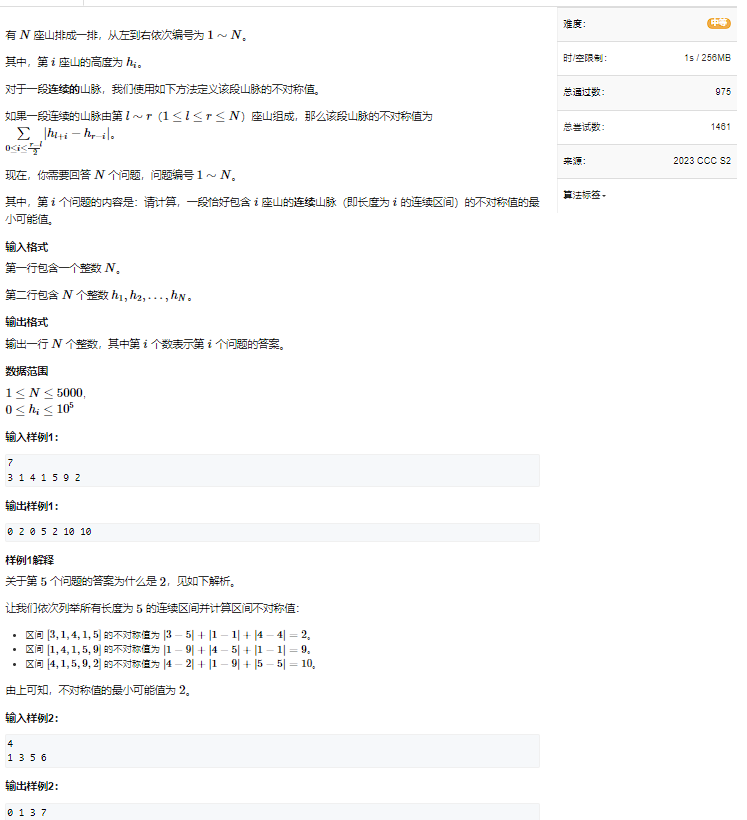 有 N 座山排成一排，从左到右依次编号为 1 ∼ N。
其中，第 i 座山的高度为 h_i。
对于一段连续的山脉，我们使用如下方法定义该段山脉的不对称值。
如果一段连续的山脉由第 l ∼ r（1 ≤ l ≤ r ≤ N）座山组成，那么该段山脉的不对称值为
∑_{0≤i≤\frac{r−l}{2}} |h_{l+i} − h_{r−i}|。
现在，你需要回答 N 个问题，问题编号 1 ∼ N。
其中，第 i 个问题的内容是：请计算，一段恰好包含 i 座山的连续山脉（即长度为 i 的连续区间）的不对称值的最
小可能值。
输入格式
第一行包含一个整数 N。
第二行包含 N 个整数 h_1, h_2, . . . , h_N。
输出格式
输出一行 N 个整数，其中第 i 个数表示第 i 个问题的答案。
数据范围
1 ≤ N ≤ 5000,
0 ≤ h_i ≤ 10^5
输入样例1：
7
3 1 4 1 5 9 2
输出样例1：
0 2 0 5 2 10 10
样例1解释
关于第 5 个问题的答案为什么是 2，见如下解析。
让我们依次列举所有长度为 5 的连续区间并计算区间不对称值：
• 区间 [3, 1, 4, 1, 5] 的不对称值为 |3 − 5| + |1 − 1| + |4 − 4| = 2。
• 区间 [1, 4, 1, 5, 9] 的不对称值为 |1 − 9| + |4 − 5| + |1 − 1| = 9。
• 区间 [4, 1, 5, 9, 2] 的不对称值为 |4 − 2| + |1 − 9| + |5 − 5| = 10。
由上可知，不对称值的最小可能值为 2。
输入样例2：
4
1 3 5 6
输出样例2：
0 1 3 7
难度： 中等
时/空限制： 1s / 256MB
总通过数： 975
总尝试数： 1461
来源： 2023 CCC S2
算法标签